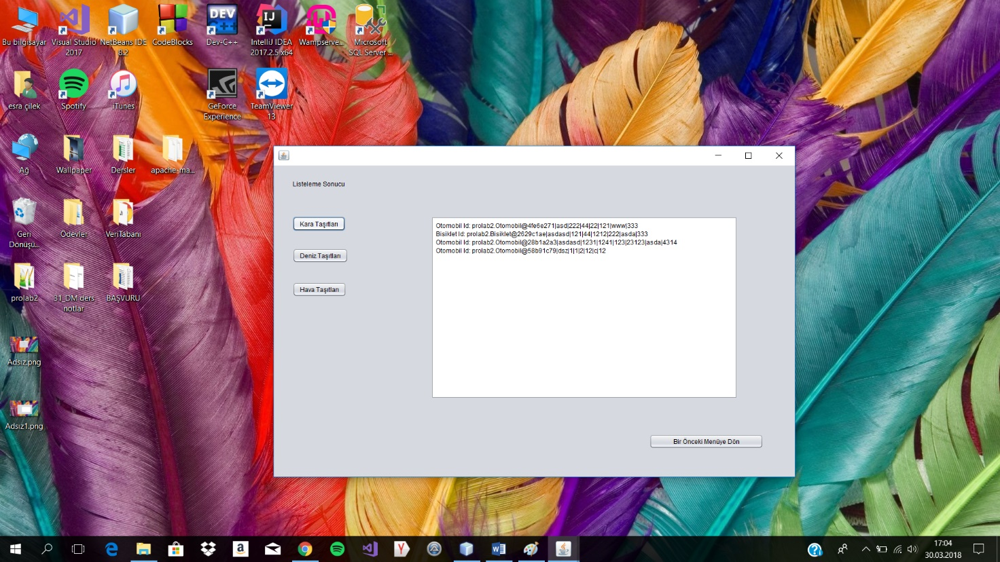 Bu bilgisayar
Visual Studio
2017
NetBeans IDE
8.2
CodeBlocks
DEV
C++
Dev-C++
IJ
IntelliJ IDEA
2017.2.5 x64
Wampserve...
Microsoft
SQL Server ...
esra çilek
Spotify
iTunes
GeForce
Experience
TeamViewer
13
Ağ
Wallpaper
Dersler
apache-ma...
Geri
Dönüşü...
Ödevler
VeriTabanı
prolab2
31_DM ders
notlar
BAŞVURU
Adsız.png
Adsız1.png
Listeleme Sonucu
Kara Taşıtları
Deniz Taşıtları
Hava Taşıtları
Otomobil Id: prolab2.Otomobil@4fe6e271|asd|222|44|22|121|www|333
Bisiklet Id: prolab2.Bisiklet@2629c1ae|asdasd|121|44|1212|222|asda|333
Otomobil Id: prolab2.Otomobil@28b1a2a3|asdasd|1231|1241|123|23123|asda|4314
Otomobil Id: prolab2.Otomobil@58b91c79|dsz|1|1|2|12|c|12
Bir Önceki Menüye Dön
17:04
30.03.2018